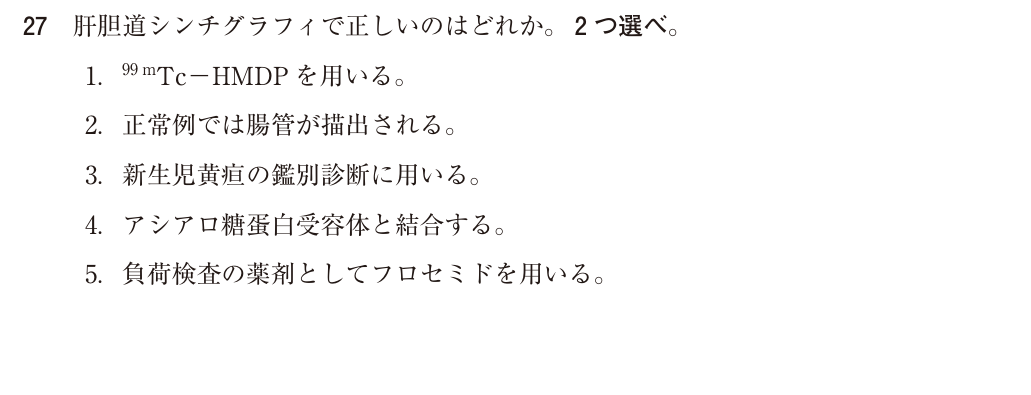 27 肝胆道シンチグラフィで正しいのはどれか。2 つ選べ。
1. ⁹⁹ᵐTc－HMDP を用いる。
2. 正常例では腸管が描出される。
3. 新生児黄疸の鑑別診断に用いる。
4. アシアロ糖蛋白受容体と結合する。
5. 負荷検査の薬剤としてフロセミドを用いる。